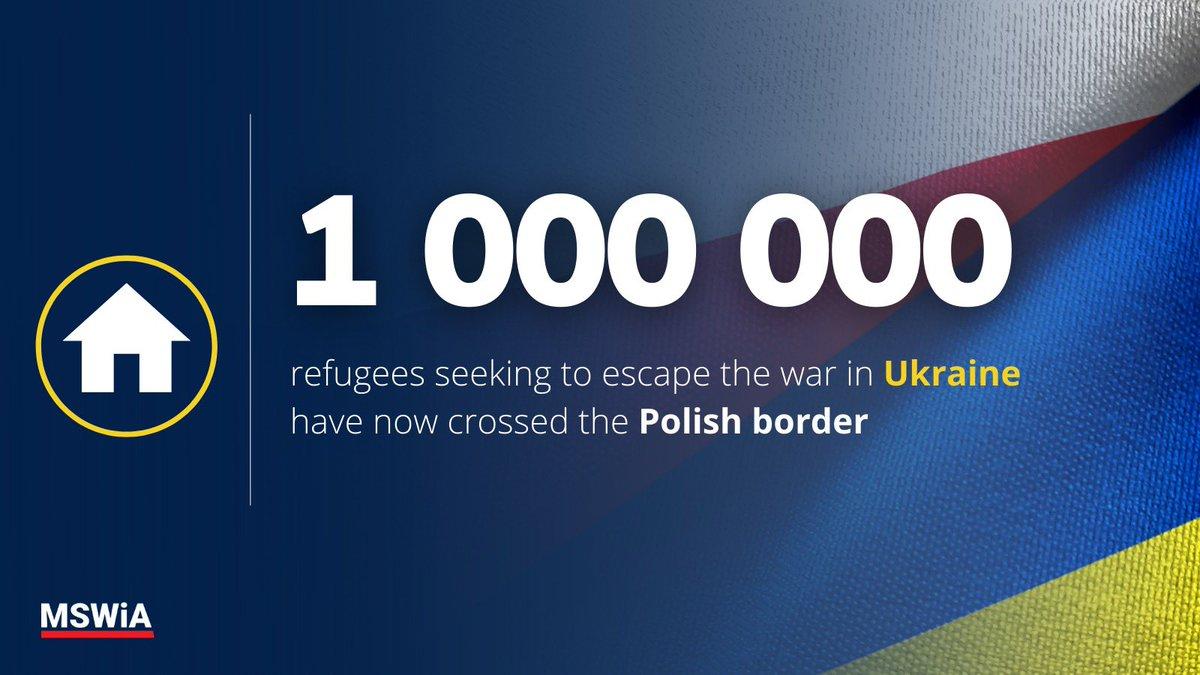 1 000 000
refugees seeking to escape the war in Ukraine
have now crossed the Polish border
MSWiA